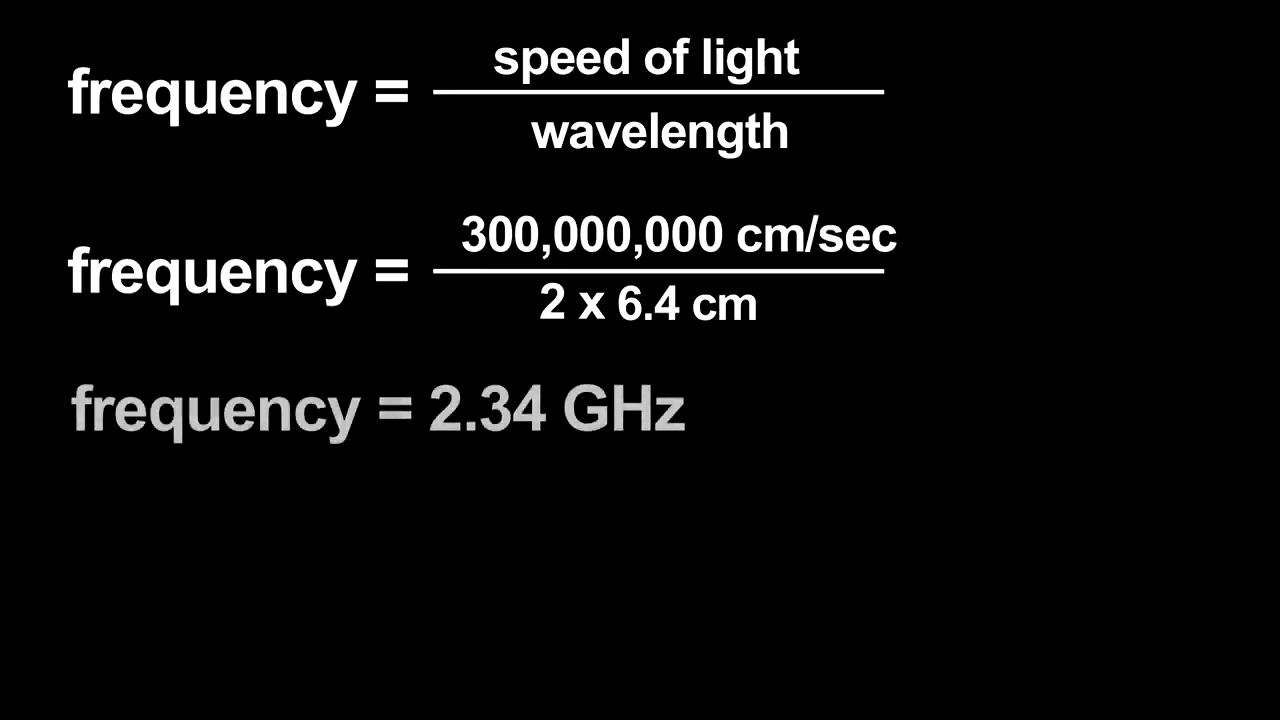 frequency = speed of light
wavelength
frequency = 300,000,000 cm/sec
2 x 6.4 cm
frequency = 2.34 GHz